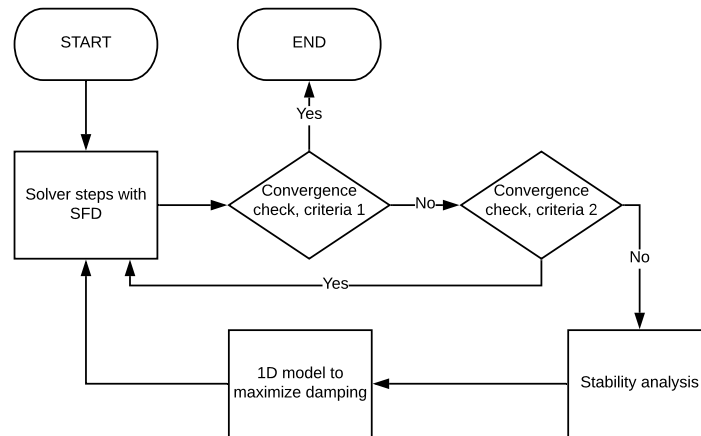 START
END
Yes
Solver steps with
SFD
Convergence
check, criteria 1
No
Convergence
check, criteria 2
No
Yes
1D model to
maximize damping
Stability analysis